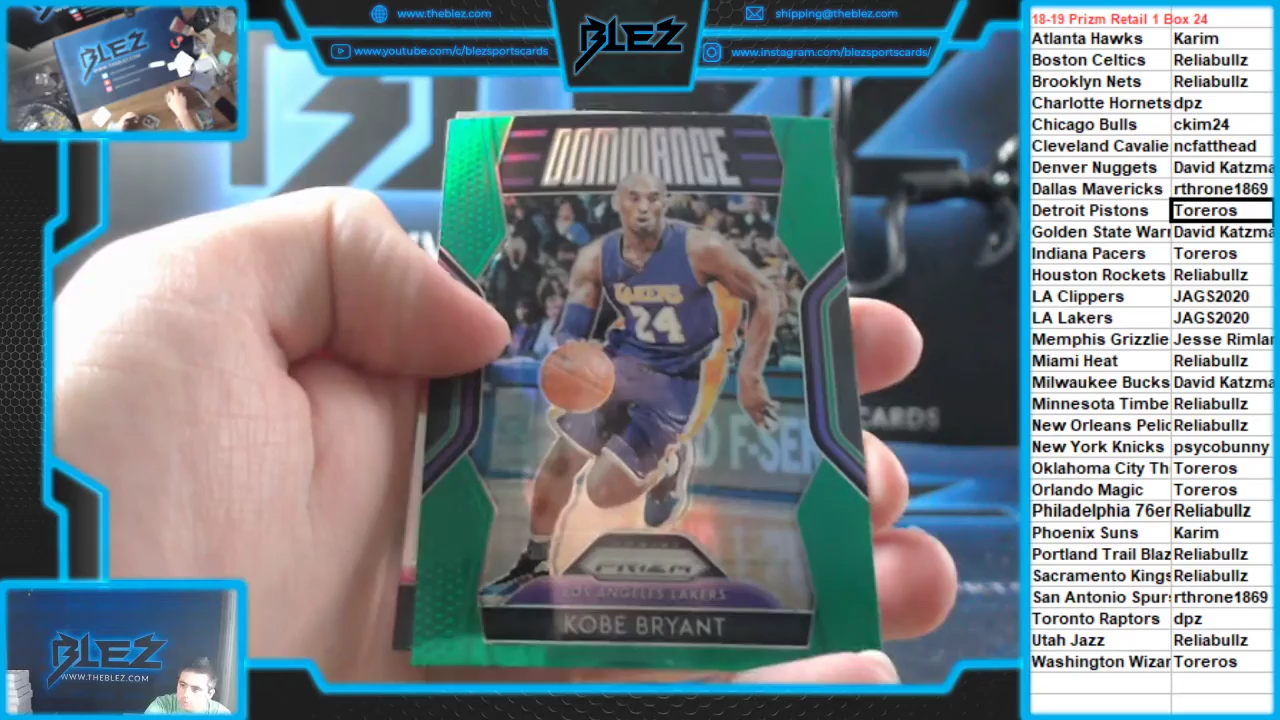 www.theblez.com
shipping@theblez.com
www.youtube.com/c/blezsportscards
www.instagram.com/blezsportscards/
BLEZ
BLEZ
DOMINANCE
LAKERS
24
D F-SER
CARDS
PRIZM
LOS ANGELES LAKERS
KOBE BRYANT
BLEZ
WWW.THEBLEZ.COM
18-19 Prizm Retail 1 Box 24
Atlanta Hawks Karim
Boston Celtics Reliabullz
Brooklyn Nets Reliabullz
Charlotte Hornets dpz
Chicago Bulls ckim24
Cleveland Cavalie ncfatthead
Denver Nuggets David Katzma
Dallas Mavericks rthrone1869
Detroit Pistons Toreros
Golden State Warr David Katzma
Indiana Pacers Toreros
Houston Rockets Reliabullz
LA Clippers JAGS2020
LA Lakers JAGS2020
Memphis Grizzlie Jesse Rimlar
Miami Heat Reliabullz
Milwaukee Bucks David Katzma
Minnesota Timbe Reliabullz
New Orleans Pelic Reliabullz
New York Knicks psycobunny
Oklahoma City Th Toreros
Orlando Magic Toreros
Philadelphia 76er Reliabullz
Phoenix Suns Karim
Portland Trail Blaz Reliabullz
Sacramento Kings Reliabullz
San Antonio Spurs rthrone1869
Toronto Raptors dpz
Utah Jazz Reliabullz
Washington Wizar Toreros